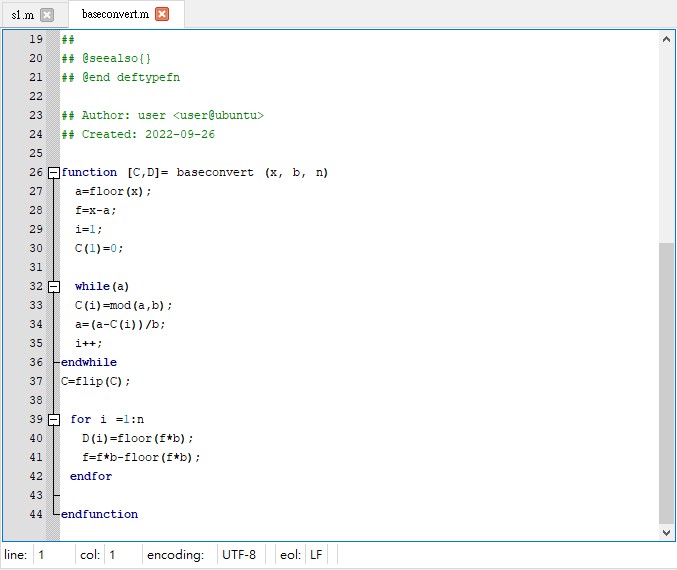 s1.m baseconvert.m
19 ##
20 ## @seealso{}
21 ## @end deftypefn
22
23 ## Author: user <user@ubuntu>
24 ## Created: 2022-09-26
25
26 function [C,D]= baseconvert (x, b, n)
27 a=floor(x);
28 f=x-a;
29 i=1;
30 C(1)=0;
31
32 while(a)
33 C(i)=mod(a,b);
34 a=(a-C(i))/b;
35 i++;
36 endwhile
37 C=flip(C);
38
39 for i =1:n
40 D(i)=floor(f*b);
41 f=f*b-floor(f*b);
42 endfor
43
44 endfunction
line: 1 col: 1 encoding: UTF-8 eol: LF